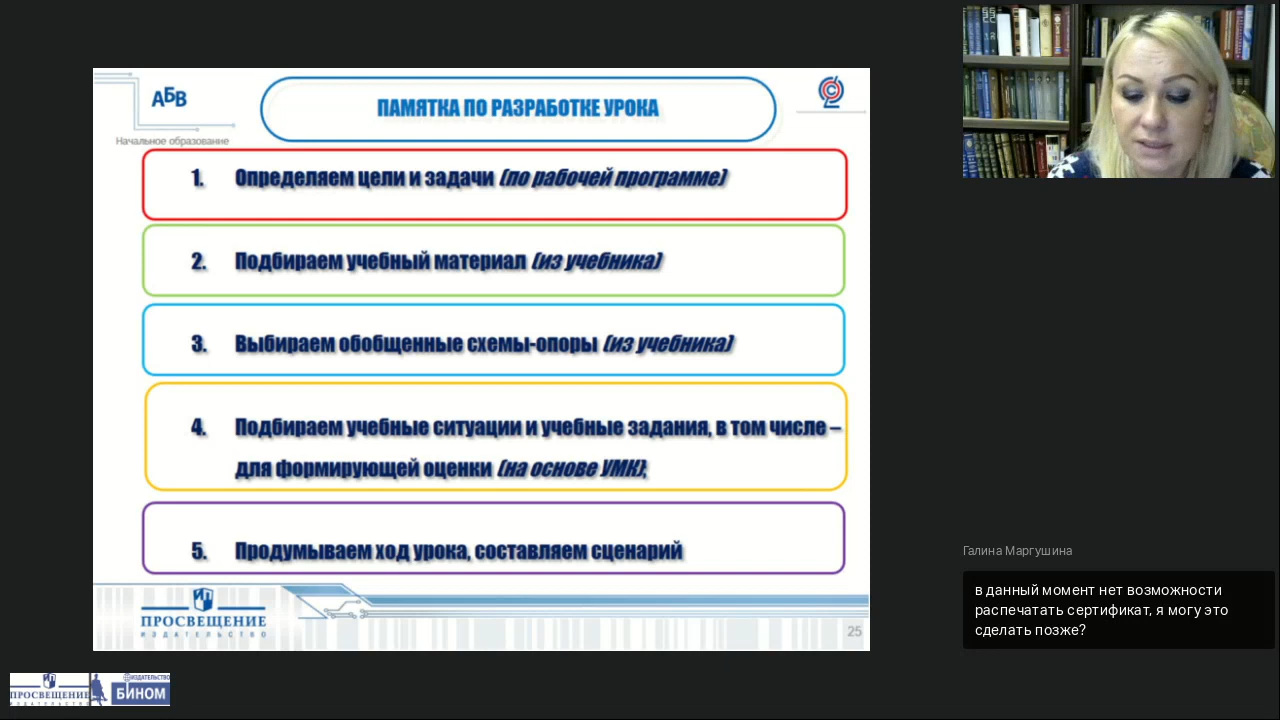 АБВ
Начальное образование
ПАМЯТКА ПО РАЗРАБОТКЕ УРОКА
1. Определяем цели и задачи (по рабочей программе)
2. Подбираем учебный материал (из учебника)
3. Выбираем обобщенные схемы-опоры (из учебника)
4. Подбираем учебные ситуации и учебные задания, в том числе –
для формирующей оценки (на основе УМК);
5. Продумываем ход урока, составляем сценарий
ПРОСВЕЩЕНИЕ
ИЗДАТЕЛЬСТВО
25
Галина Маргушина
в данный момент нет возможности
распечатать сертификат, я могу это
сделать позже?
ПРОСВЕЩЕНИЕ
ИЗДАТЕЛЬСТВО
ИЗДАТЕЛЬСТВО
БИНОМ